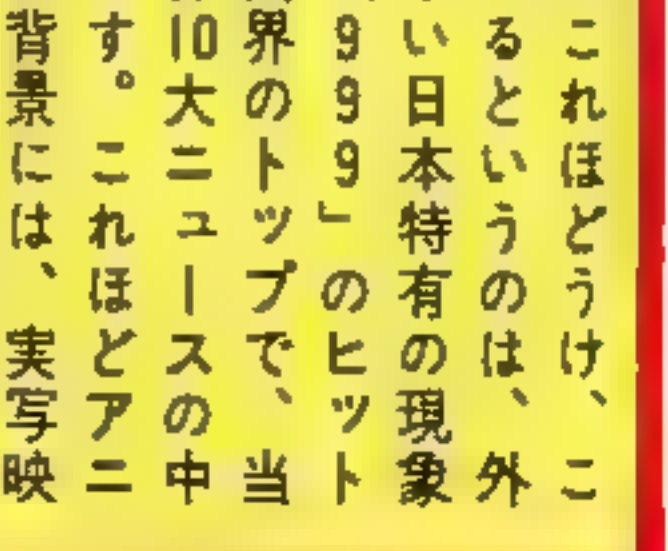 これほどうけ、こ
るというのは、外
い日本特有の現象
999」のヒット
界のトップで、当
10大ニュースの中
す。これほどアニ
背景には、実写映